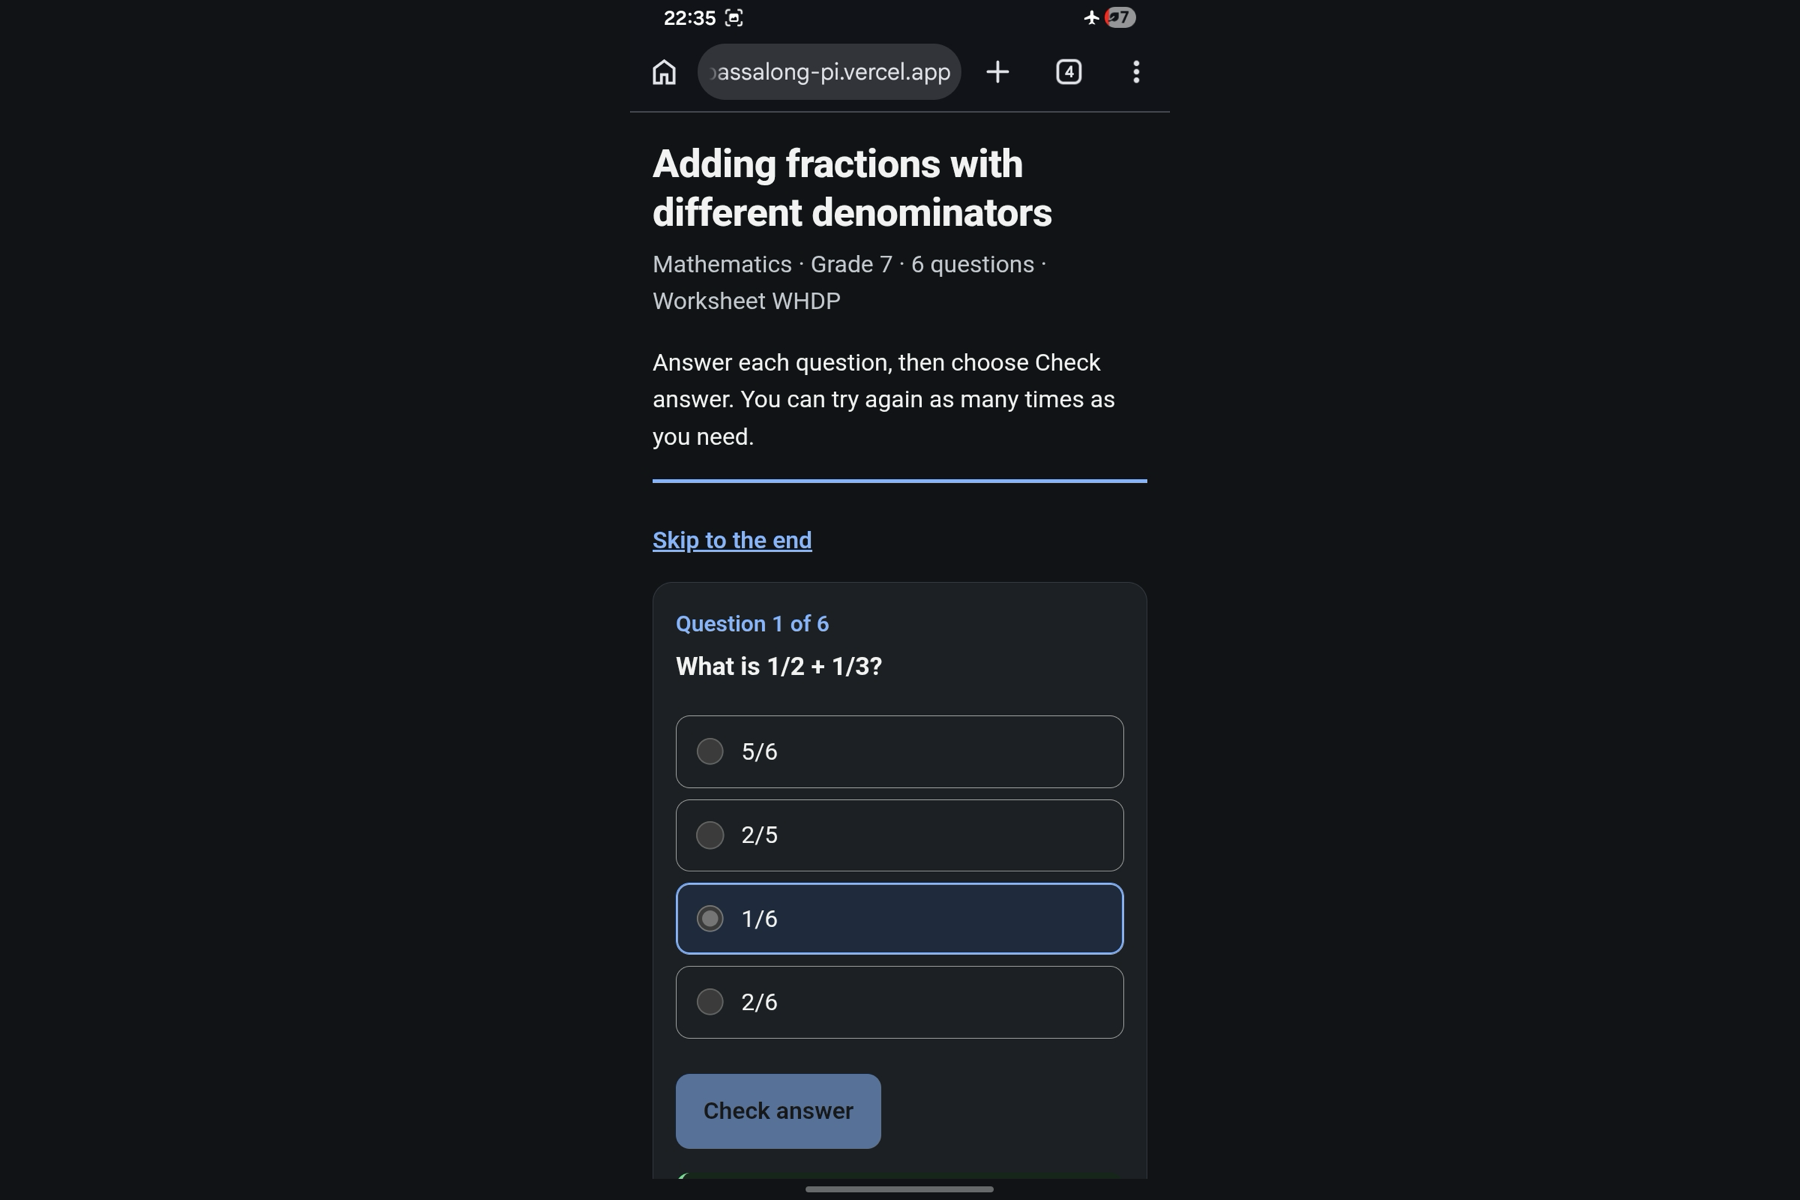 22:35
97
assalong-pi.vercel.app
4
Adding fractions with
different denominators
Mathematics · Grade 7 · 6 questions ·
Worksheet WHDP
Answer each question, then choose Check
answer. You can try again as many times as
you need.
Skip to the end
Question 1 of 6
What is 1/2 + 1/3?
5/6
2/5
1/6
2/6
Check answer